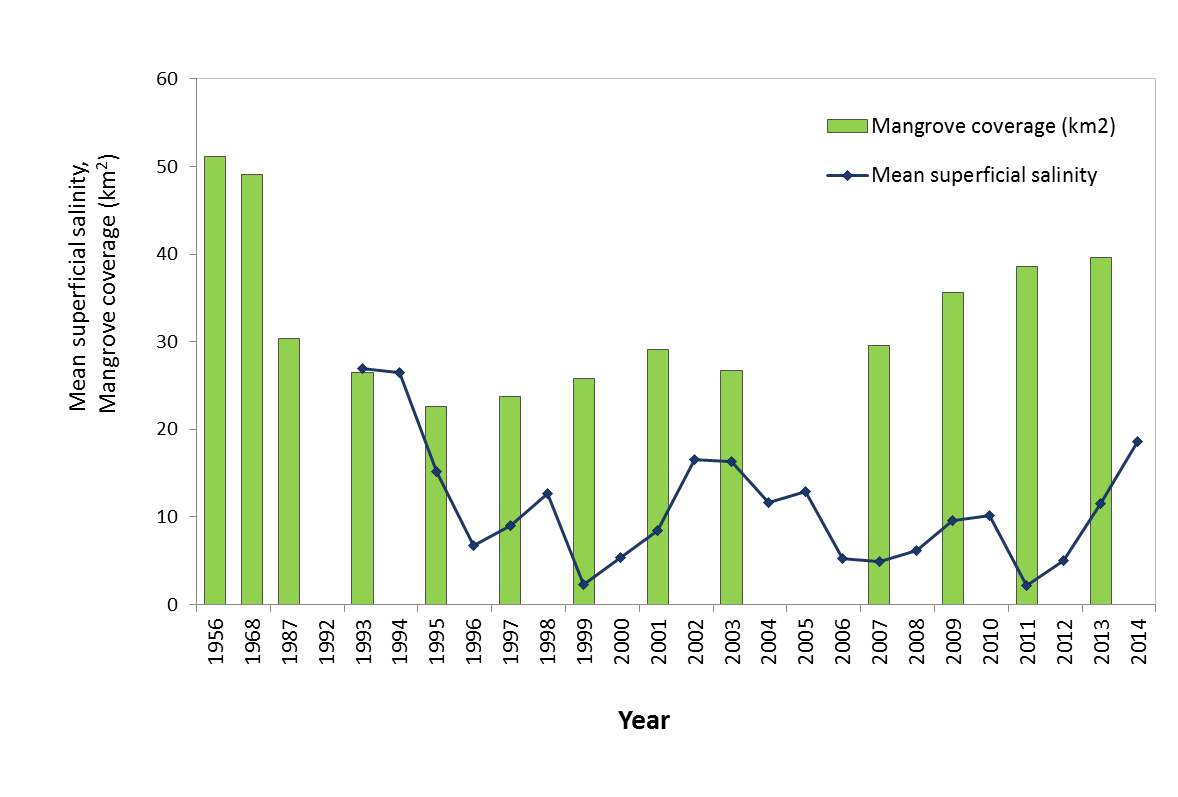 60
50
40
30
20
10
0
Mean superficial salinity,
Mangrove coverage (km²)
Mangrove coverage (km2)
Mean superficial salinity
1956 1968 1987 1992 1993 1994 1995 1996 1997 1998 1999 2000 2001 2002 2003 2004 2005 2006 2007 2008 2009 2010 2011 2012 2013 2014
Year